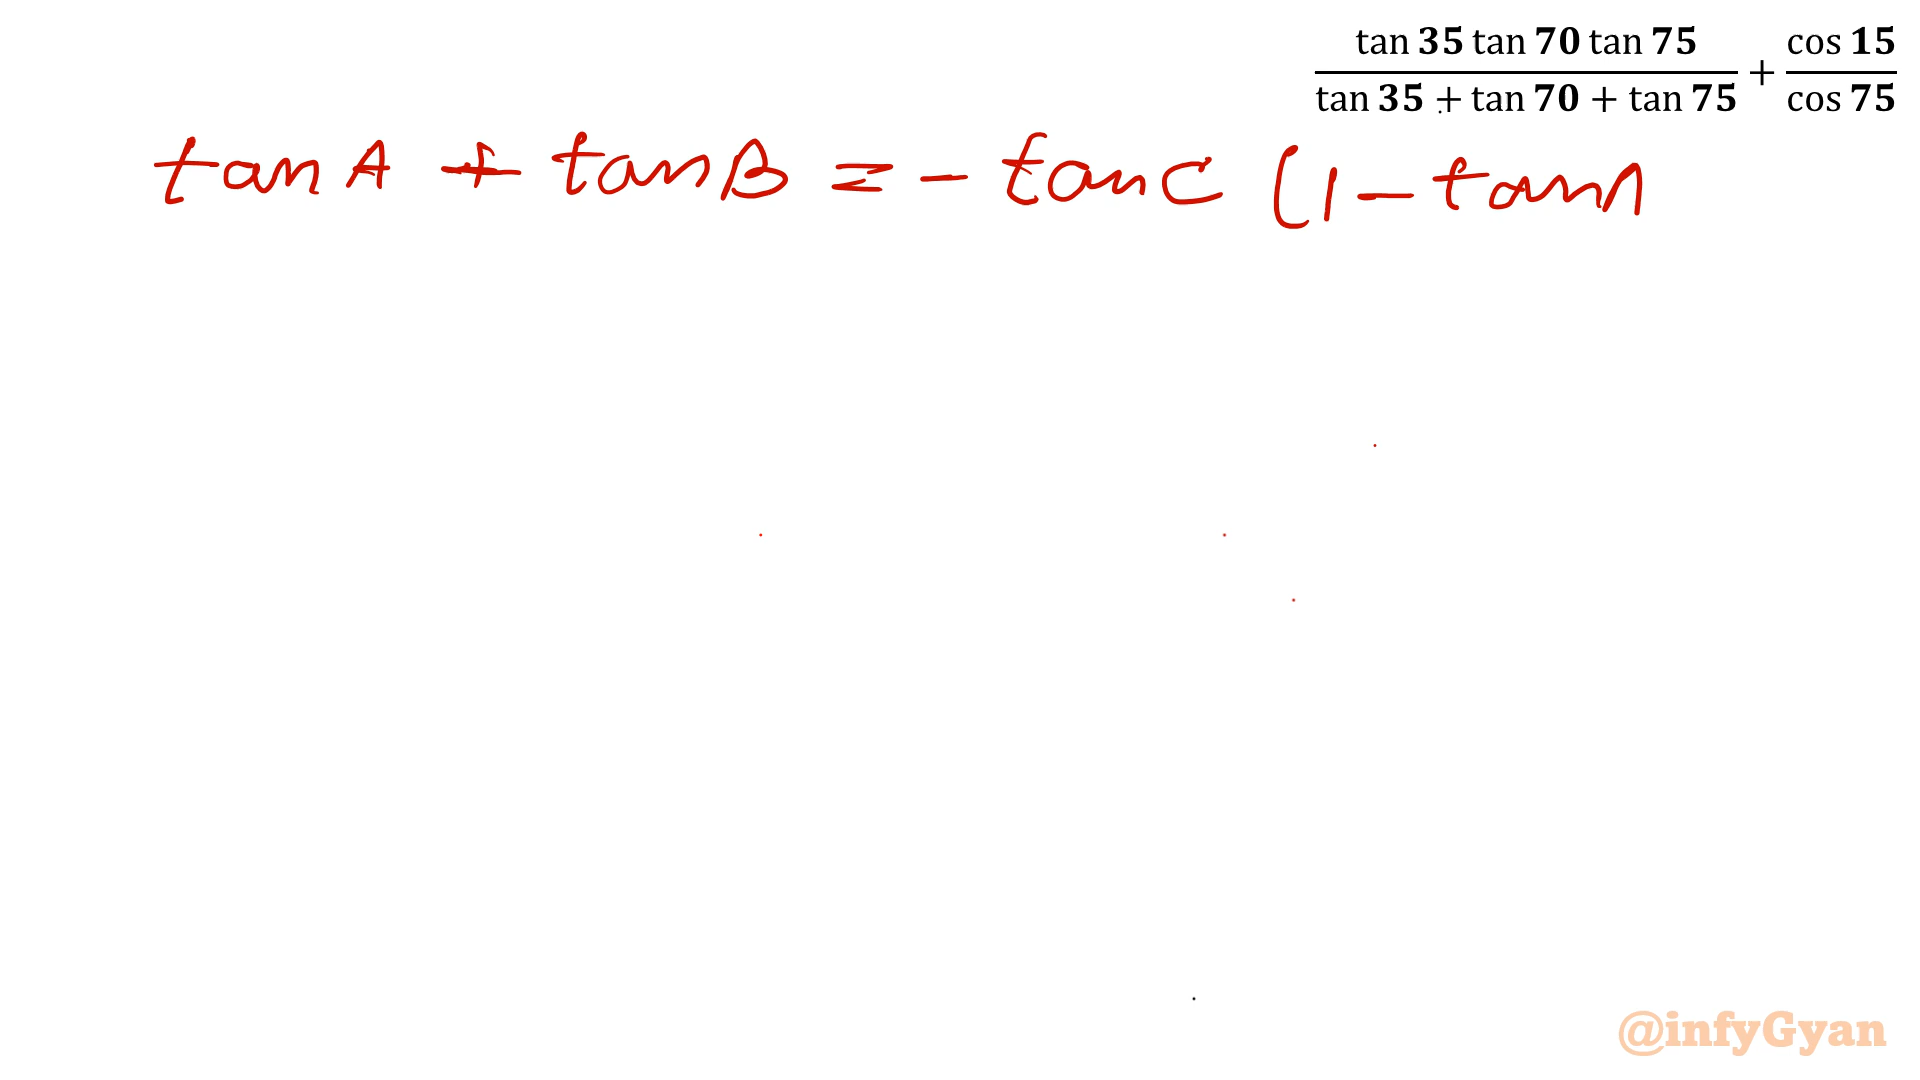 tan 35 tan 70 tan 75
tan 35 + tan 70 + tan 75
+
cos 15
cos 75
tan A + tan B = - tan C (1 - tan A
@infyGyan